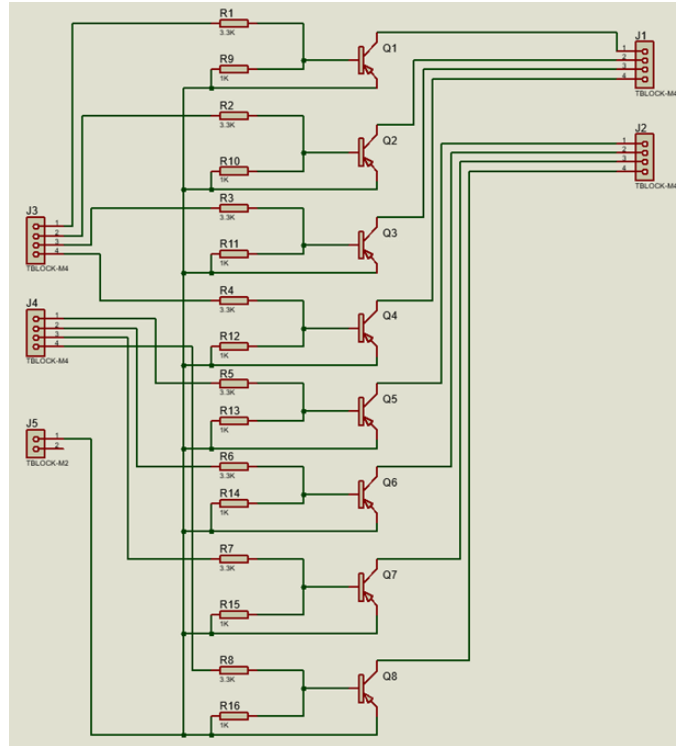 R1
3.3K
Q1
R9
1K
J1
1
2
3
4
TBLOCK-M4
R2
3.3K
Q2
R10
1K
J2
1
2
3
4
TBLOCK-M4
R3
3.3K
J3
1
2
3
4
TBLOCK-M4
Q3
R11
1K
R4
3.3K
J4
1
2
3
4
TBLOCK-M4
Q4
R12
1K
R5
3.3K
Q5
R13
1K
J5
1
2
TBLOCK-M2
R6
3.3K
Q6
R14
1K
R7
3.3K
Q7
R15
1K
R8
3.3K
Q8
R16
1K